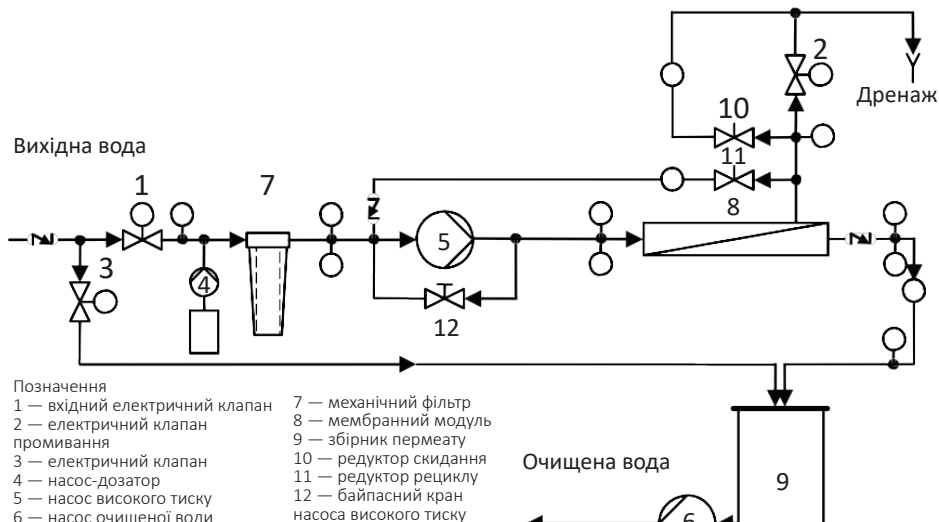 2
Дренаж
10
Вихідна вода
11
1
7
8
5
3
4
12
Позначення
1 — вхідний електричний клапан
2 — електричний клапан
промивання
3 — електричний клапан
4 — насос-дозатор
5 — насос високого тиску
6 — насос очищеної води
7 — механічний фільтр
8 — мембранний модуль
9 — збірник пермеату
10 — редуктор скидання
11 — редуктор рециклу
12 — байпасний кран
насоса високого тиску
Очищена вода
9
6